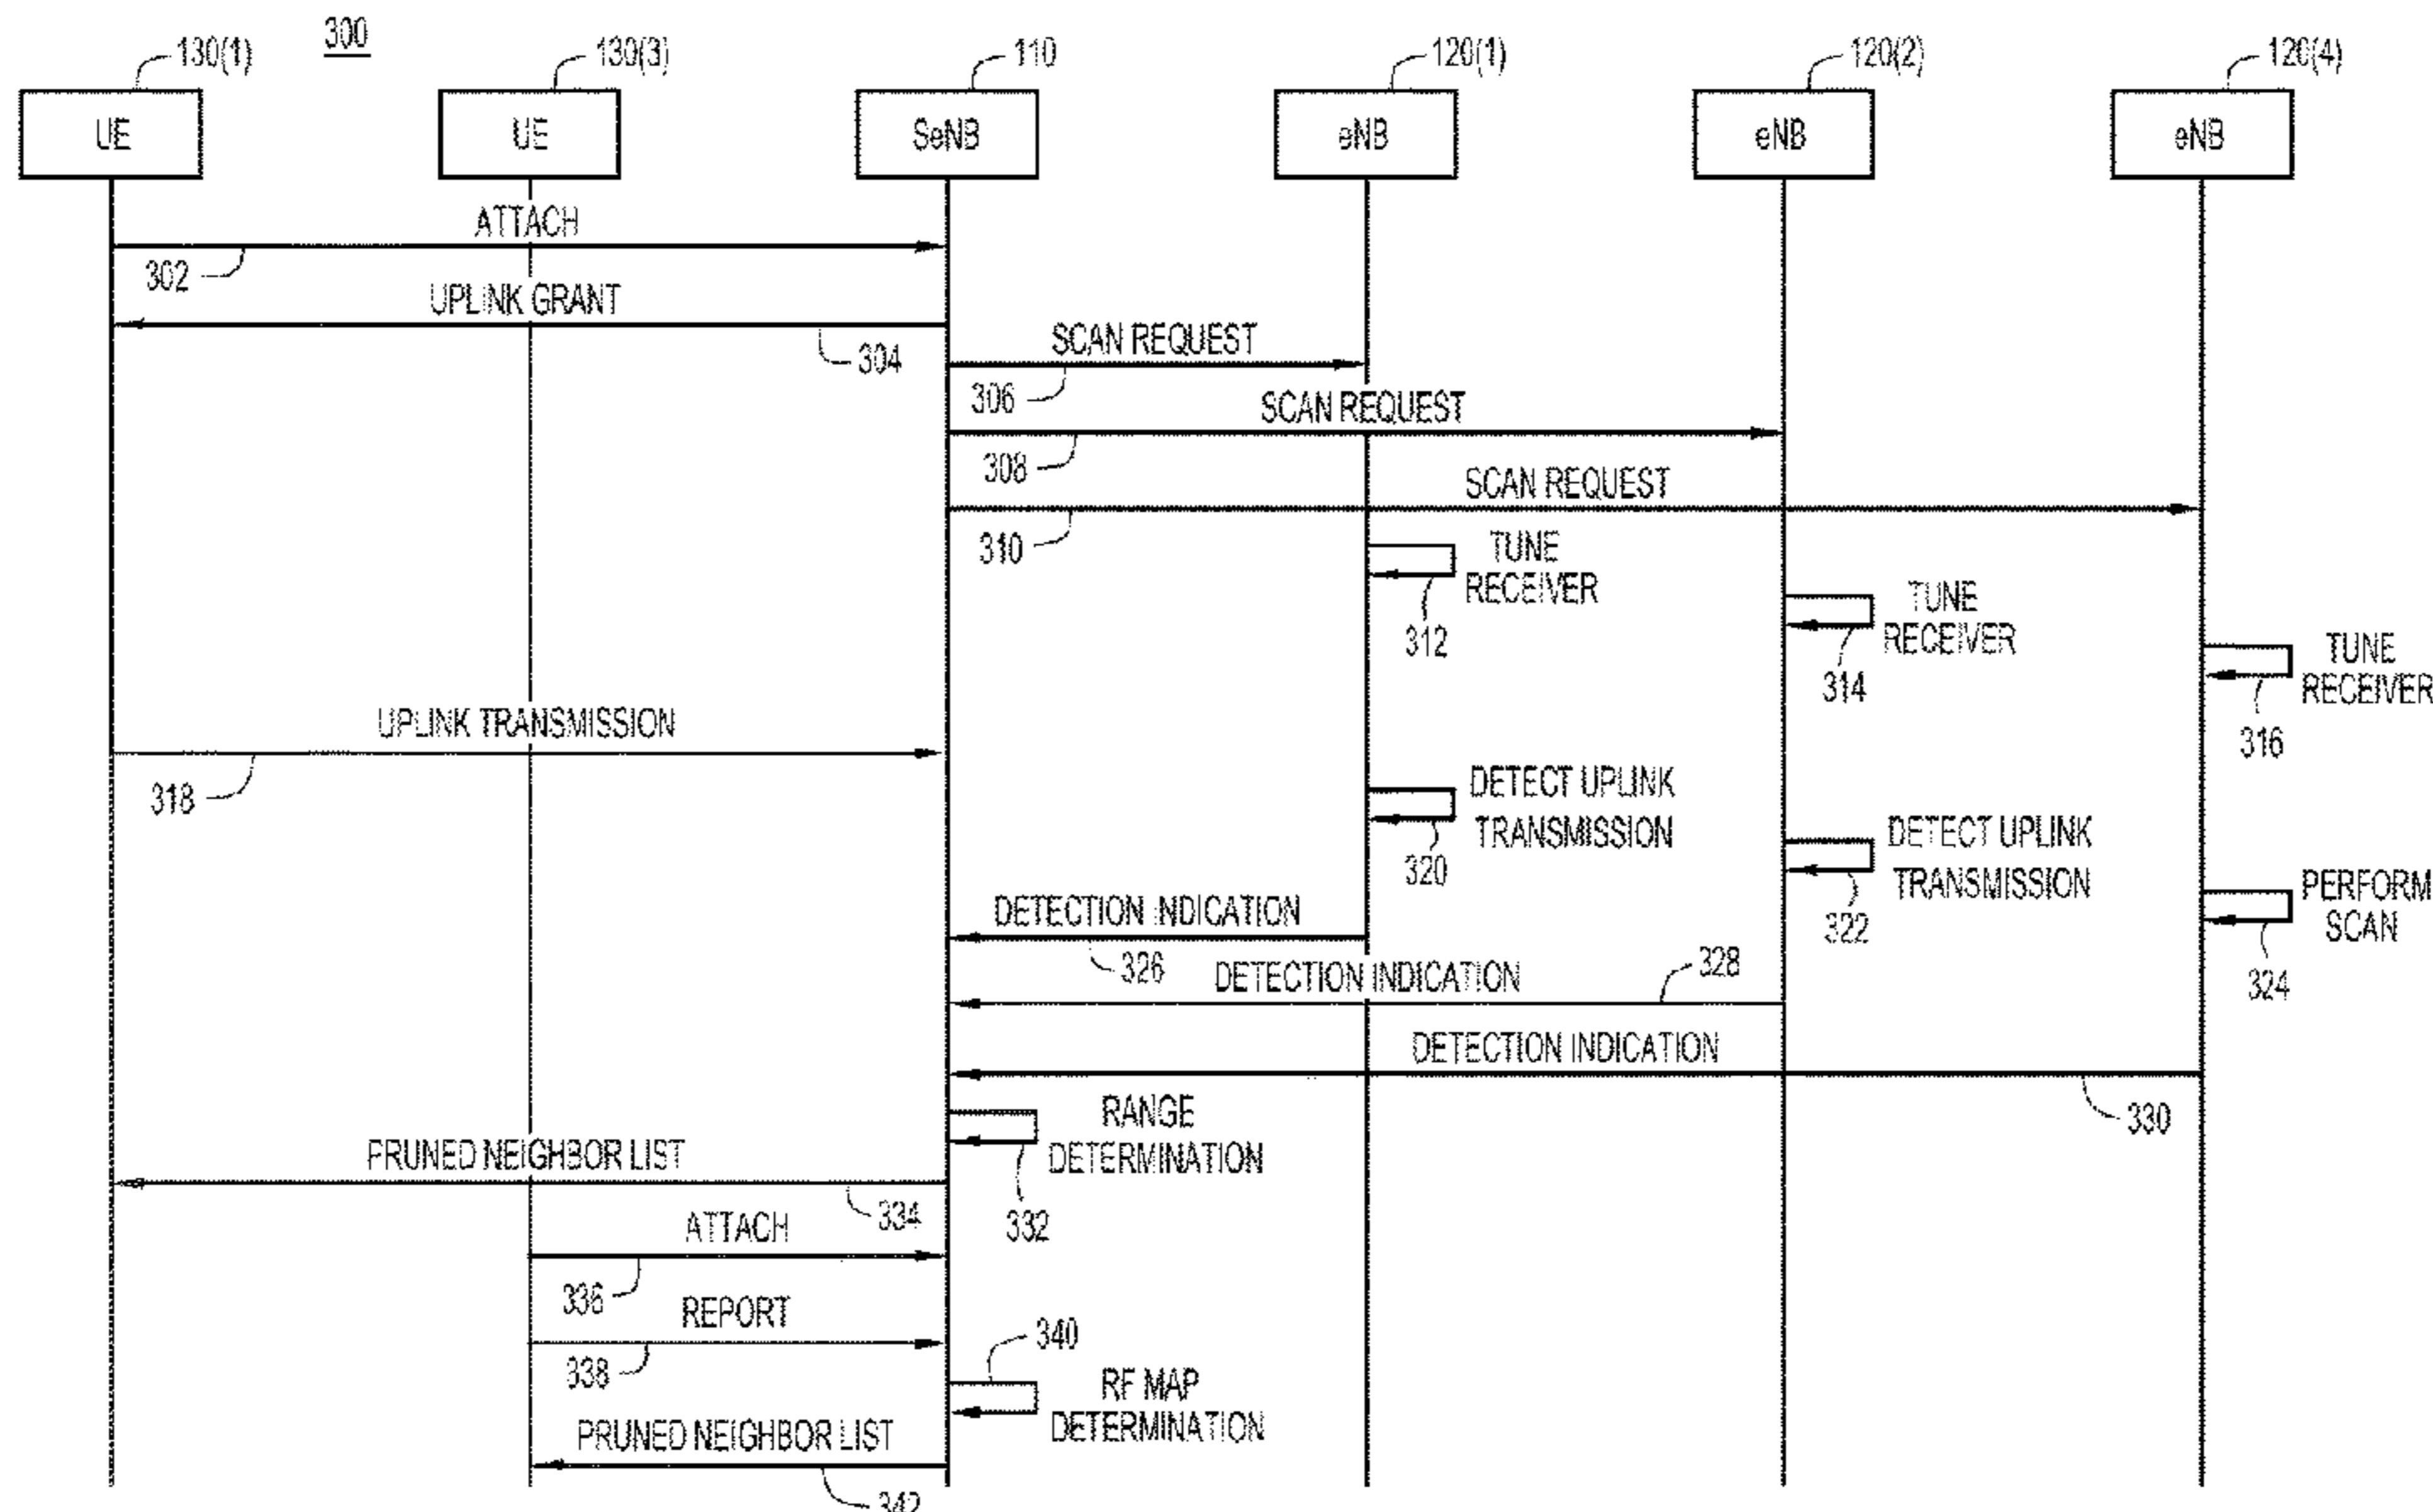 300
130(1)
130(3)
110
120(1)
120(2)
120(4)
UE
UE
SeNB
eNB
eNB
eNB
ATTACH
302
UPLINK GRANT
304
SCAN REQUEST
306
SCAN REQUEST
308
SCAN REQUEST
310
TUNE
RECEIVER
312
TUNE
RECEIVER
314
TUNE
RECEIVER
316
UPLINK TRANSMISSION
318
DETECT UPLINK
TRANSMISSION
320
DETECT UPLINK
TRANSMISSION
322
PERFORM
SCAN
324
DETECTION INDICATION
326
DETECTION INDICATION
328
DETECTION INDICATION
330
RANGE
DETERMINATION
332
PRUNED NEIGHBOR LIST
334
ATTACH
336
REPORT
338
340
RF MAP
DETERMINATION
PRUNED NEIGHBOR LIST
342